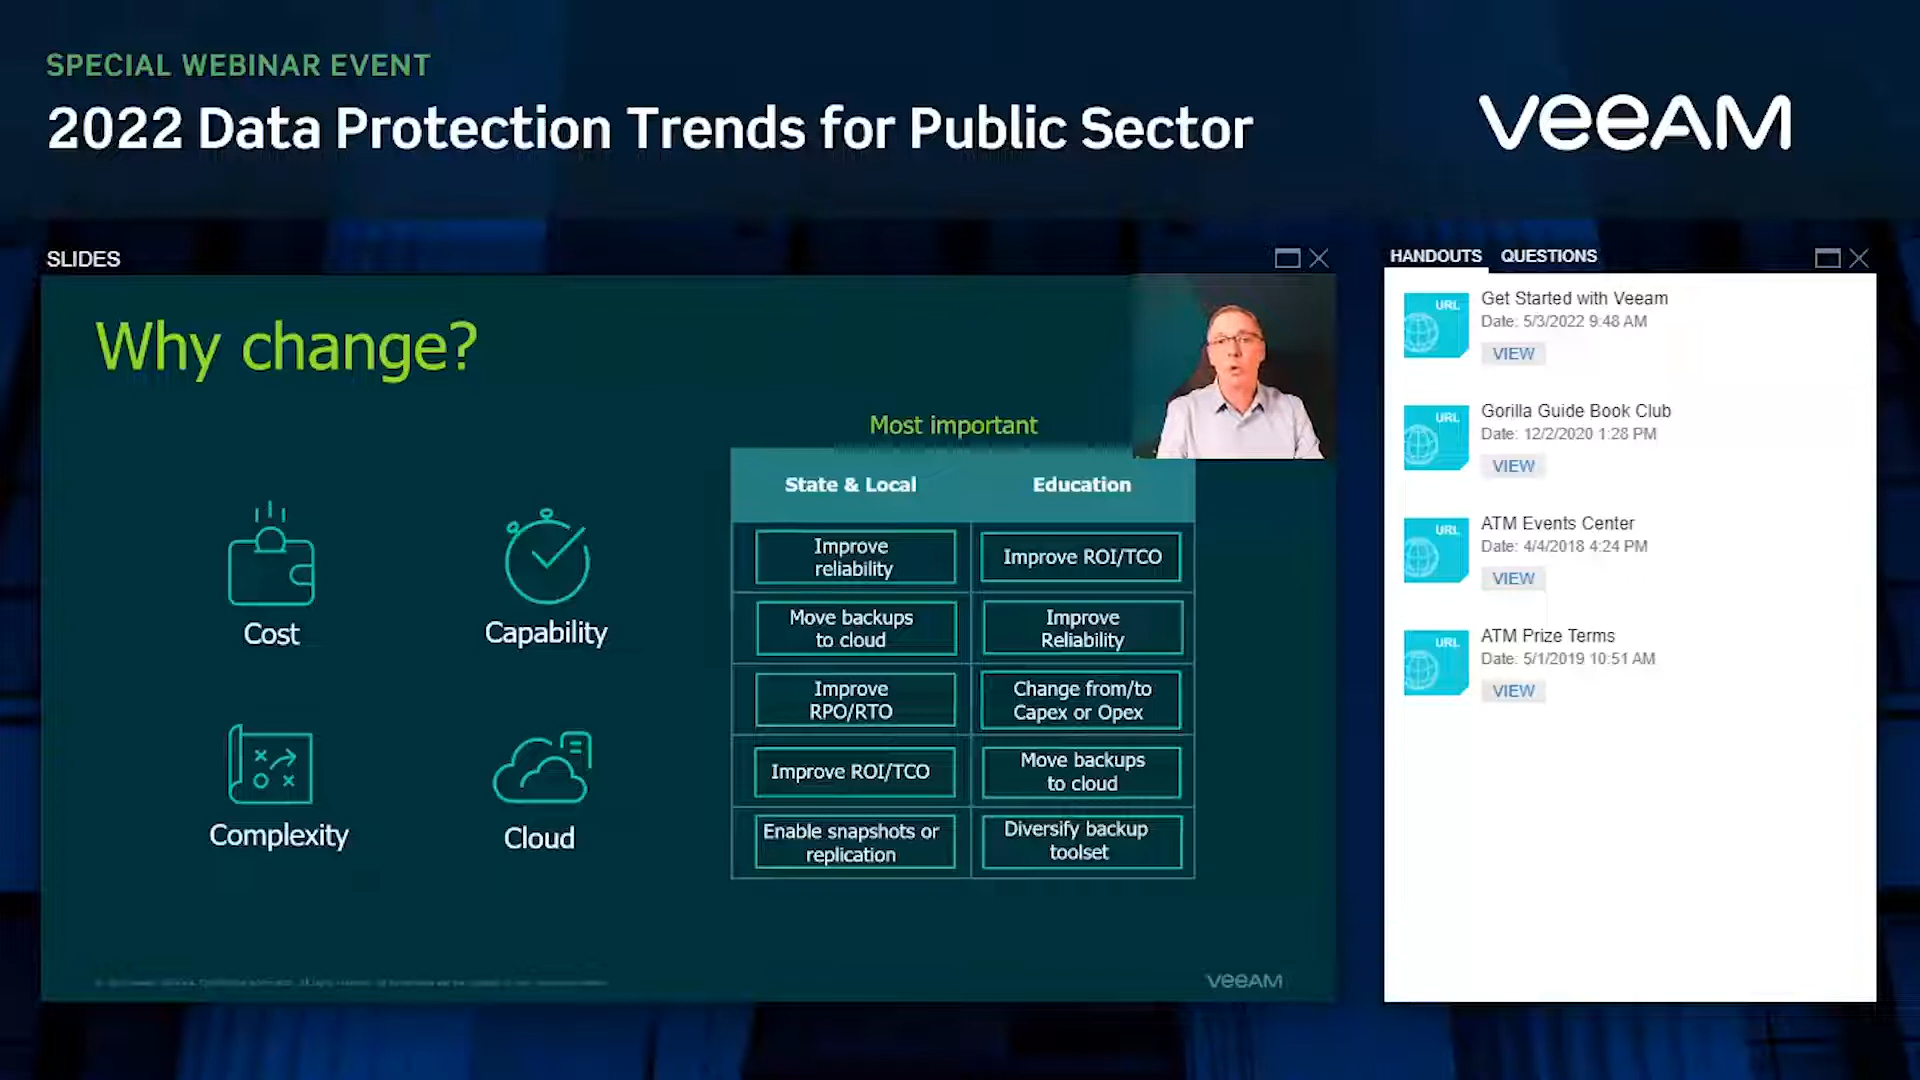 SPECIAL WEBINAR EVENT
2022 Data Protection Trends for Public Sector
veeAM
SLIDES
Why change?
Cost
Capability
Complexity
Cloud
Most important
State & Local
Education
Improve
reliability
Improve ROI/TCO
Move backups
to cloud
Improve
Reliability
Improve
RPO/RTO
Change from/to
Capex or Opex
Improve ROI/TCO
Move backups
to cloud
Enable snapshots or
replication
Diversify backup
toolset
veeAM
HANDOUTS
QUESTIONS
URL
Get Started with Veeam
Date: 5/3/2022 9:48 AM
VIEW
URL
Gorilla Guide Book Club
Date: 12/2/2020 1:28 PM
VIEW
URL
ATM Events Center
Date: 4/4/2018 4:24 PM
VIEW
URL
ATM Prize Terms
Date: 5/1/2019 10:51 AM
VIEW